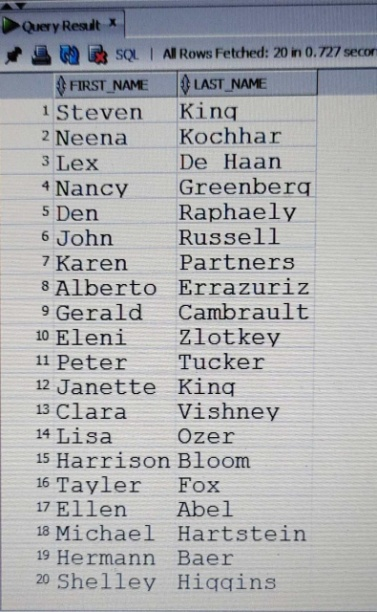 Query Result ×
SQL | All Rows Fetched: 20 in 0.727 secon
FIRST_NAME LAST_NAME
1 Steven King
2 Neena Kochhar
3 Lex De Haan
4 Nancy Greenberg
5 Den Raphaely
6 John Russell
7 Karen Partners
8 Alberto Errazuriz
9 Gerald Cambrault
10 Eleni Zlotkey
11 Peter Tucker
12 Janette King
13 Clara Vishney
14 Lisa Ozer
15 Harrison Bloom
16 Tayler Fox
17 Ellen Abel
18 Michael Hartstein
19 Hermann Baer
20 Shelley Higgins